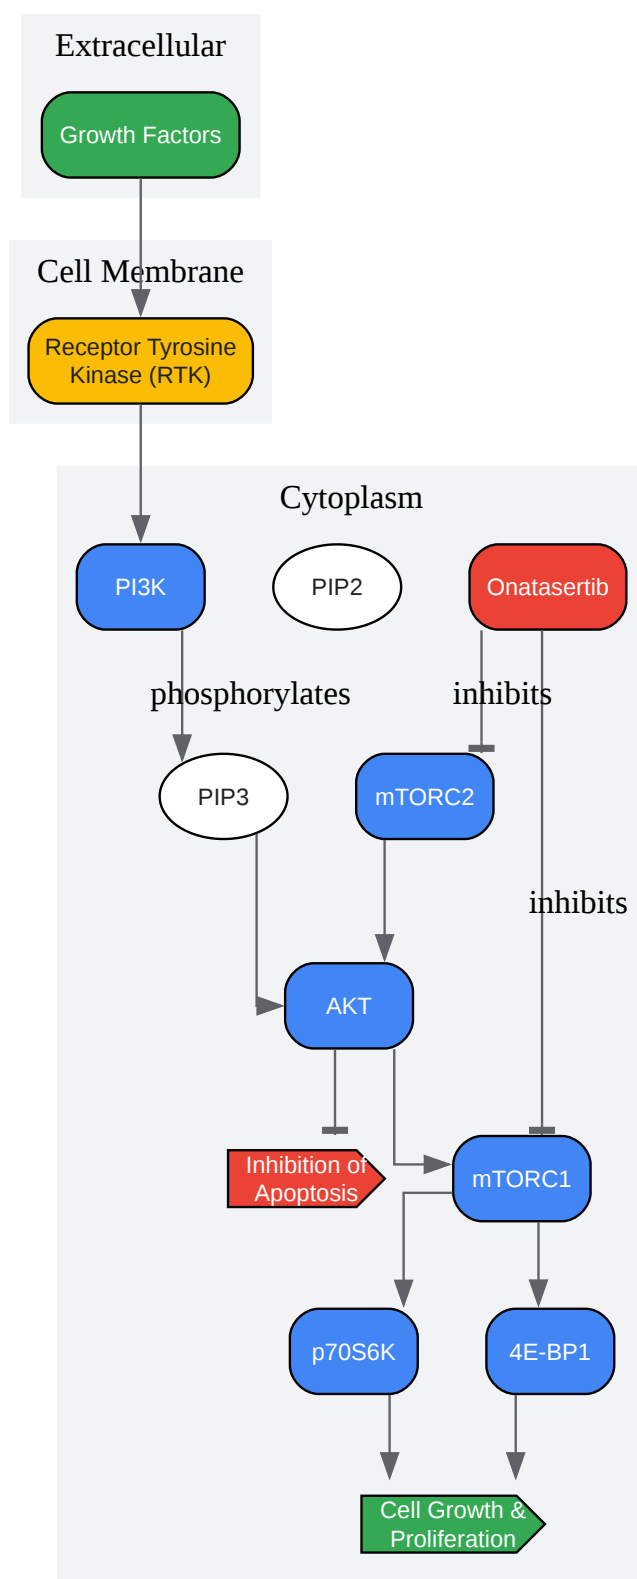 Extracellular
Growth Factors
Cell Membrane
Receptor Tyrosine
Kinase (RTK)
Cytoplasm
PI3K
PIP2
Onatasertib
phosphorylates
inhibits
PIP3
mTORC2
inhibits
AKT
Inhibition of
Apoptosis
mTORC1
p70S6K
4E-BP1
Cell Growth &
Proliferation